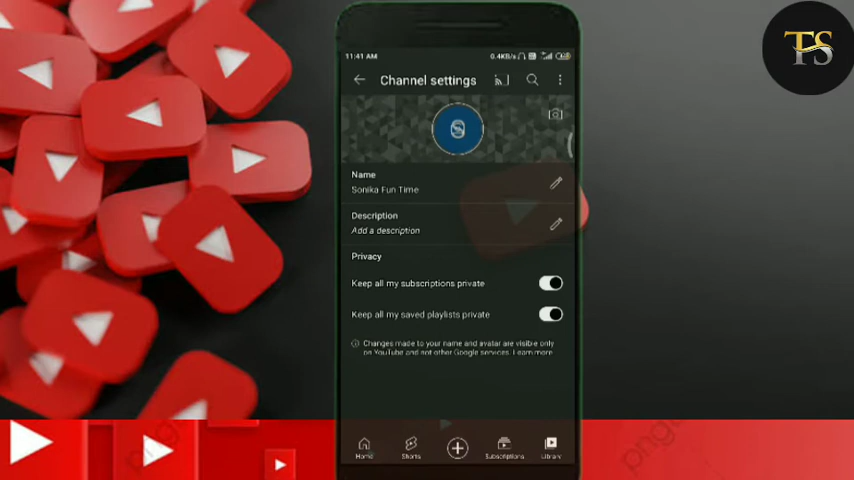 TS
11:41 AM
0.4KB/s
Channel settings
Name
Sonika Fun Time
Description
Add a description
Privacy
Keep all my subscriptions private
Keep all my saved playlists private
Changes made to your name and avatar are visible only
on YouTube and not other Google services. Learn more
Home
Shorts
Subscriptions
Library